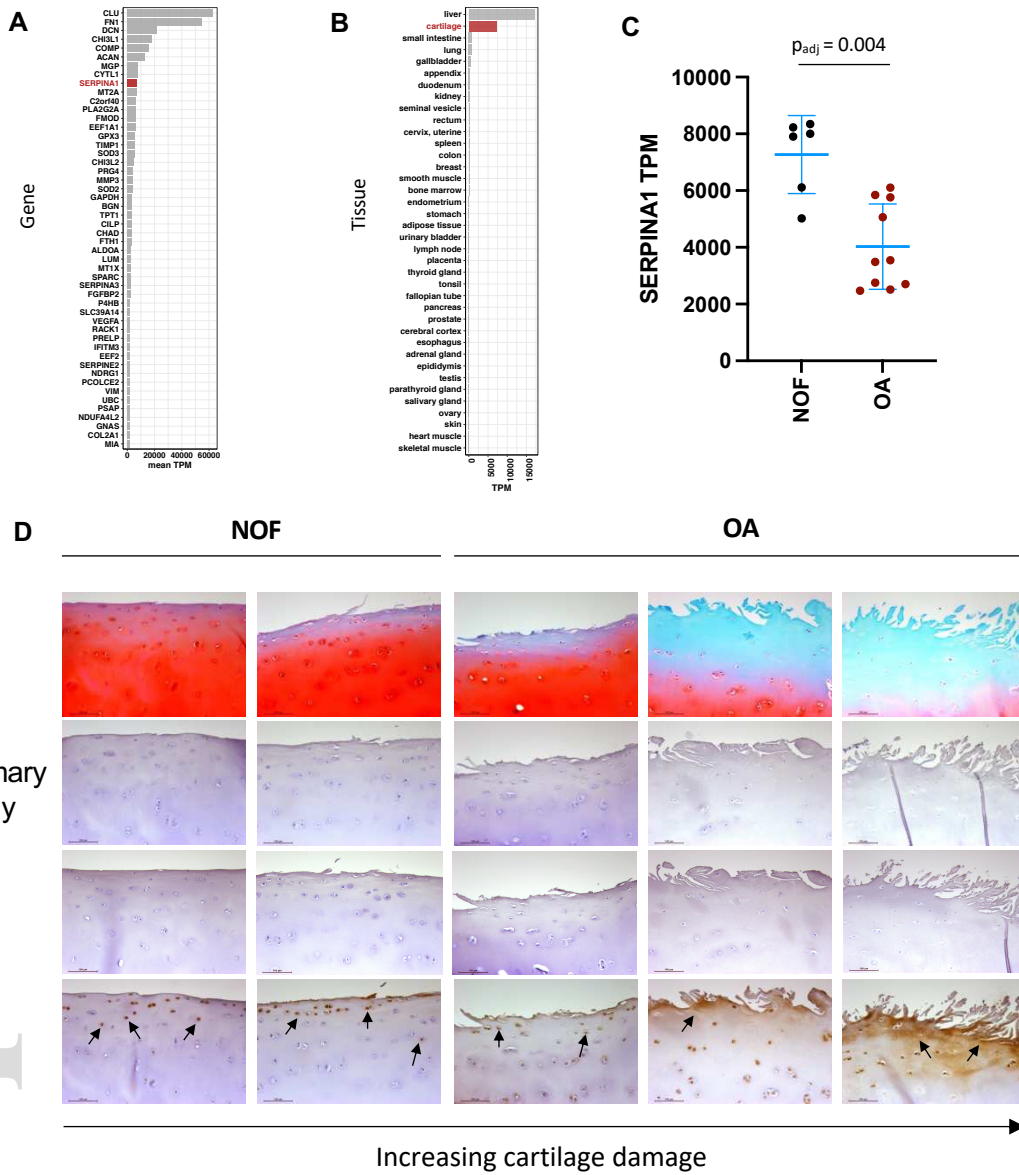 A
Gene
CLU
FN1
DCN
CHI3L1
COMP
ACAN
MGP
CYTL1
SERPINA1
MT2A
C2orf40
PLA2G2A
FMOD
EEF1A1
GPX3
TIMP1
SOD3
CHI3L2
PRG4
MMP3
SOD2
GAPDH
BGN
TPT1
CILP
CHAD
FTH1
ALDOA
LUM
MT1X
SPARC
SERPINA3
FGFBP2
P4HB
SLC39A14
VEGFA
RACK1
PRELP
IFITM3
EEF2
SERPINE2
NDRG1
PCOLCE2
VIM
UBC
PSAP
NDUFA4L2
GNAS
COL2A1
MIA
0 20000 40000 60000
mean TPM
B
Tissue
liver
cartilage
small intestine
lung
gallbladder
appendix
duodenum
kidney
seminal vesicle
rectum
cervix, uterine
spleen
colon
breast
smooth muscle
bone marrow
endometrium
stomach
adipose tissue
urinary bladder
lymph node
placenta
thyroid gland
tonsil
fallopian tube
pancreas
prostate
cerebral cortex
esophagus
adrenal gland
epididymis
testis
parathyroid gland
salivary gland
ovary
skin
heart muscle
skeletal muscle
0 5000 10000 15000
TPM
C
padj = 0.004
SERPINA1 TPM
10000
8000
6000
4000
2000
0
NOF OA
D NOF OA
nary
y
Increasing cartilage damage